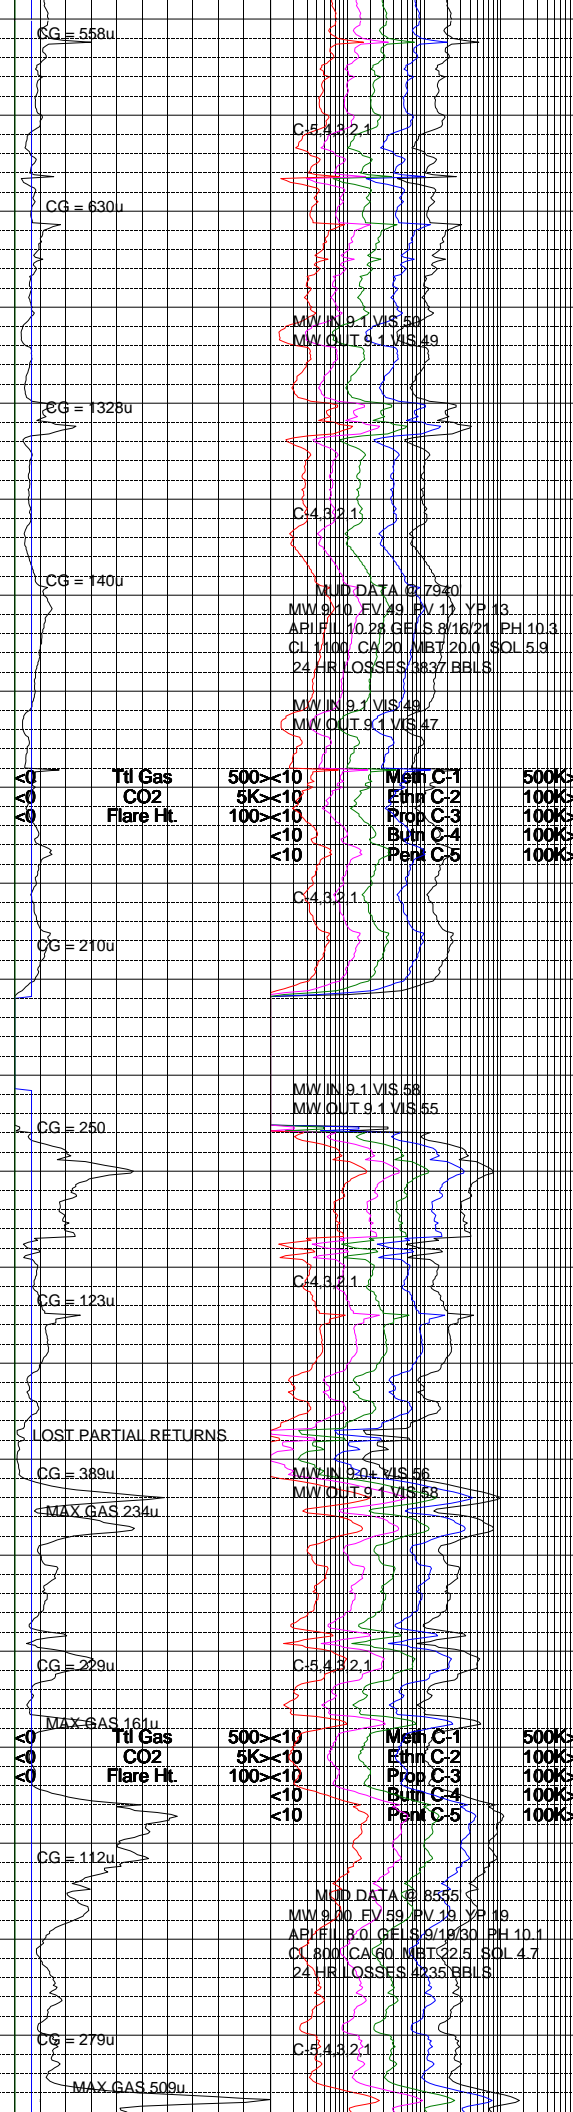 CG = 558u
C-5,4,3,2,1
CG = 630u
MW IN 9.1 VIS 50
MW OUT 9.1 VIS 49
CG = 1328u
C-4,3,2,1
CG = 140u
MUD DATA @ 7940
MW 9.10 FV 49 PV 11 YP 13
API FIL 10.28 GELS 8/16/21 PH 10.3
CL 1100 CA 20 MBT 20.0 SOL 5.9
24 HR LOSSES 3837 BBLS
MW IN 9.1 VIS 49
MW OUT 9.1 VIS 47
<0 Ttl Gas 500> <10 Meth C-1 500K>
<0 CO2 5K> <10 Ethn C-2 100K>
<0 Flare Ht. 100> <10 Prop C-3 100K>
<10 Butn C-4 100K>
<10 Pent C-5 100K>
C-4,3,2,1
CG = 210u
MW IN 9.1 VIS 58
MW OUT 9.1 VIS 55
CG = 250
C-4,3,2,1
CG = 123u
LOST PARTIAL RETURNS
CG = 389u
MW IN 9.0+ VIS 56
MW OUT 9.1 VIS 58
MAX GAS 234u
CG = 229u
C-5,4,3,2,1
MAX GAS 161u
<0 Ttl Gas 500> <10 Meth C-1 500K>
<0 CO2 5K> <10 Ethn C-2 100K>
<0 Flare Ht. 100> <10 Prop C-3 100K>
<10 Butn C-4 100K>
<10 Pent C-5 100K>
CG = 112u
MUD DATA @ 8555
MW 9.00 FV 59 PV 19 YP 19
API FIL 8.0 GELS 9/19/30 PH 10.1
CL 800 CA 60 MBT 22.5 SOL 4.7
24 HR LOSSES 4235 BBLS
CG = 279u
C-5,4,3,2,1
MAX GAS 509u